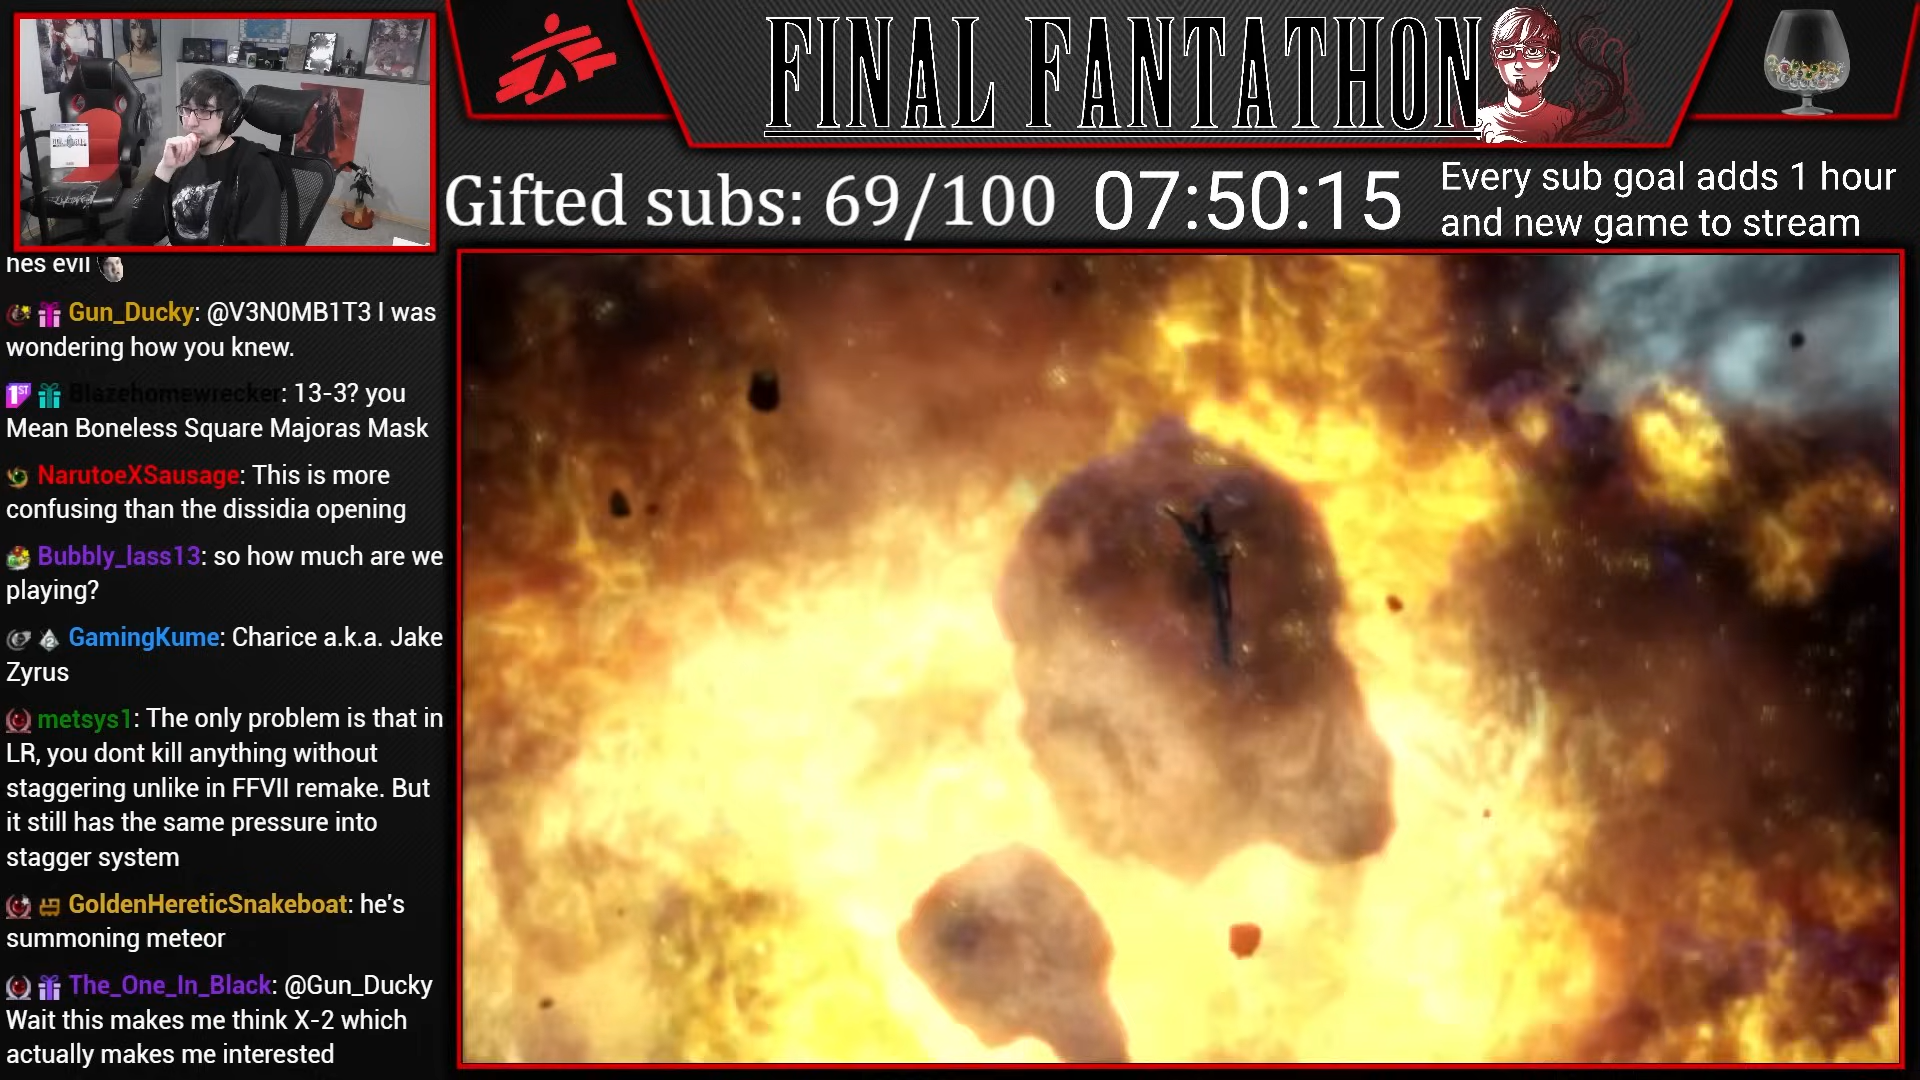 FINAL FANTATHON
Gifted subs: 69/100
07:50:15
Every sub goal adds 1 hour
and new game to stream
hes evil
Gun_Ducky: @V3N0MB1T3 I was
wondering how you knew.
1ST Blazehomewrecker: 13-3? you
Mean Boneless Square Majoras Mask
NarutoeXSausage: This is more
confusing than the dissidia opening
Bubbly_lass13: so how much are we
playing?
2 GamingKume: Charice a.k.a. Jake
Zyrus
metsys1: The only problem is that in
LR, you dont kill anything without
staggering unlike in FFVII remake. But
it still has the same pressure into
stagger system
GoldenHereticSnakeboat: he's
summoning meteor
The_One_In_Black: @Gun_Ducky
Wait this makes me think X-2 which
actually makes me interested